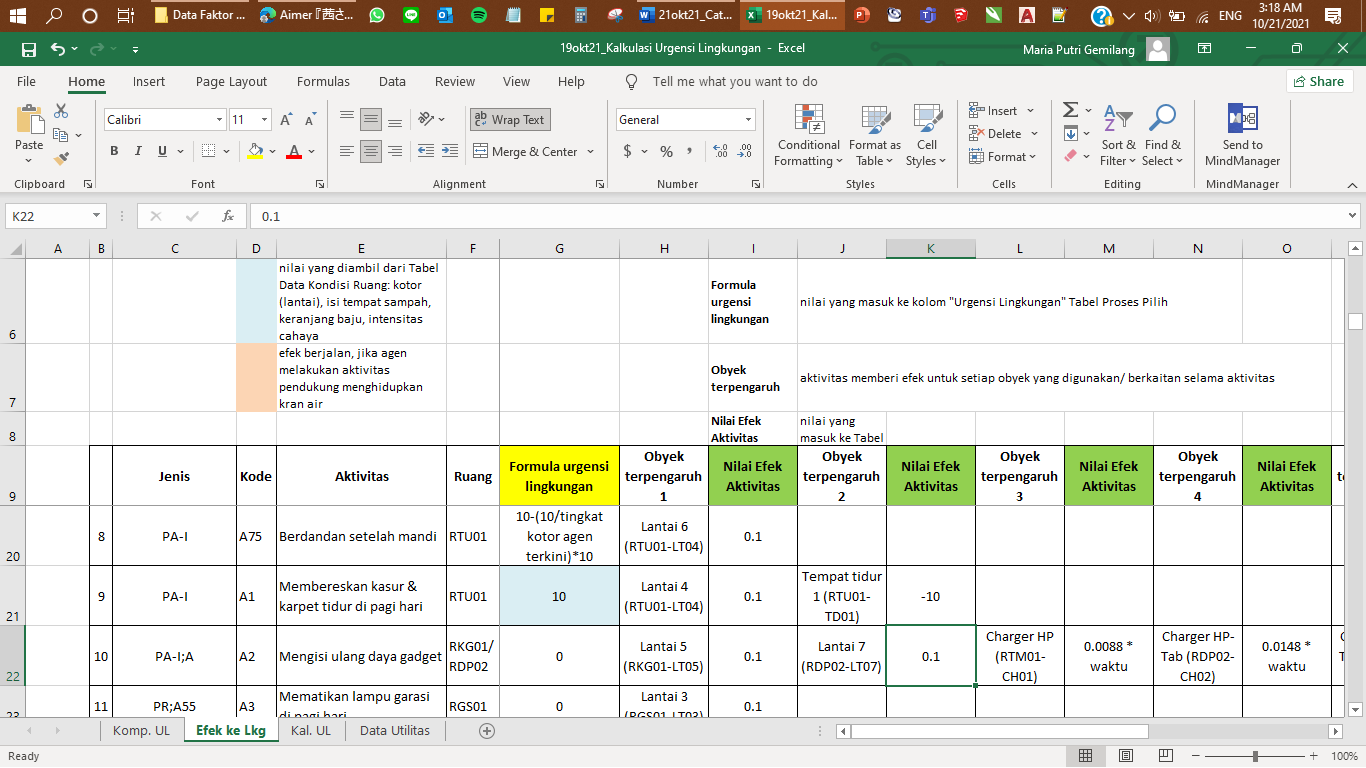 Data Faktor ...
Aimer『茜さ...
21okt21_Cat...
19okt21_Kal...
ENG
3:18 AM
10/21/2021
19okt21_Kalkulasi Urgensi Lingkungan - Excel
Maria Putri Gemilang
File Home Insert Page Layout Formulas Data Review View Help Tell me what you want to do Share
Paste
Calibri 11
B I U
Wrap Text
Merge & Center
General
$ % ,
Conditional Formatting
Format as Table
Cell Styles
Insert
Delete
Format
Sort & Filter
Find & Select
Send to MindManager
Clipboard Font Alignment Number Styles Cells Editing MindManager
K22
fx 0.1
A B C D E F G H I J K L M N O
6
nilai yang diambil dari Tabel
Data Kondisi Ruang: kotor
(lantai), isi tempat sampah,
keranjang baju, intensitas
cahaya
Formula
urgensi
lingkungan
nilai yang masuk ke kolom "Urgensi Lingkungan" Tabel Proses Pilih
7
efek berjalan, jika agen
melakukan aktivitas
pendukung menghidupkan
kran air
Obyek
terpengaruh
aktivitas memberi efek untuk setiap obyek yang digunakan/ berkaitan selama aktivitas
8
Nilai Efek
Aktivitas
nilai yang
masuk ke Tabel
9
Jenis
Kode
Aktivitas
Ruang
Formula urgensi
lingkungan
Obyek
terpengaruh
1
Nilai Efek
Aktivitas
Obyek
terpengaruh
2
Nilai Efek
Aktivitas
Obyek
terpengaruh
3
Nilai Efek
Aktivitas
Obyek
terpengaruh
4
Nilai Efek
Aktivitas
20
8
PA-I
A75
Berdandan setelah mandi
RTU01
10-(10/tingkat
kotor agen
terkini)*10
Lantai 6
(RTU01-LT04)
0.1
21
9
PA-I
A1
Membereskan kasur &
karpet tidur di pagi hari
RTU01
10
Lantai 4
(RTU01-LT04)
0.1
Tempat tidur
1 (RTU01-
TD01)
-10
22
10
PA-I;A
A2
Mengisi ulang daya gadget
RKG01/
RDP02
0
Lantai 5
(RKG01-LT05)
0.1
Lantai 7
(RDP02-LT07)
0.1
Charger HP
(RTM01-
CH01)
0.0088 *
waktu
Charger HP-
Tab (RDP02-
CH02)
0.0148 *
waktu
23
11
PR;A55
A3
Mematikan lampu garasi
di pagi hari
RGS01
0
Lantai 3
(RGS01-LT03)
0.1
Komp. UL
Efek ke Lkg
Kal. UL
Data Utilitas
Ready
100%